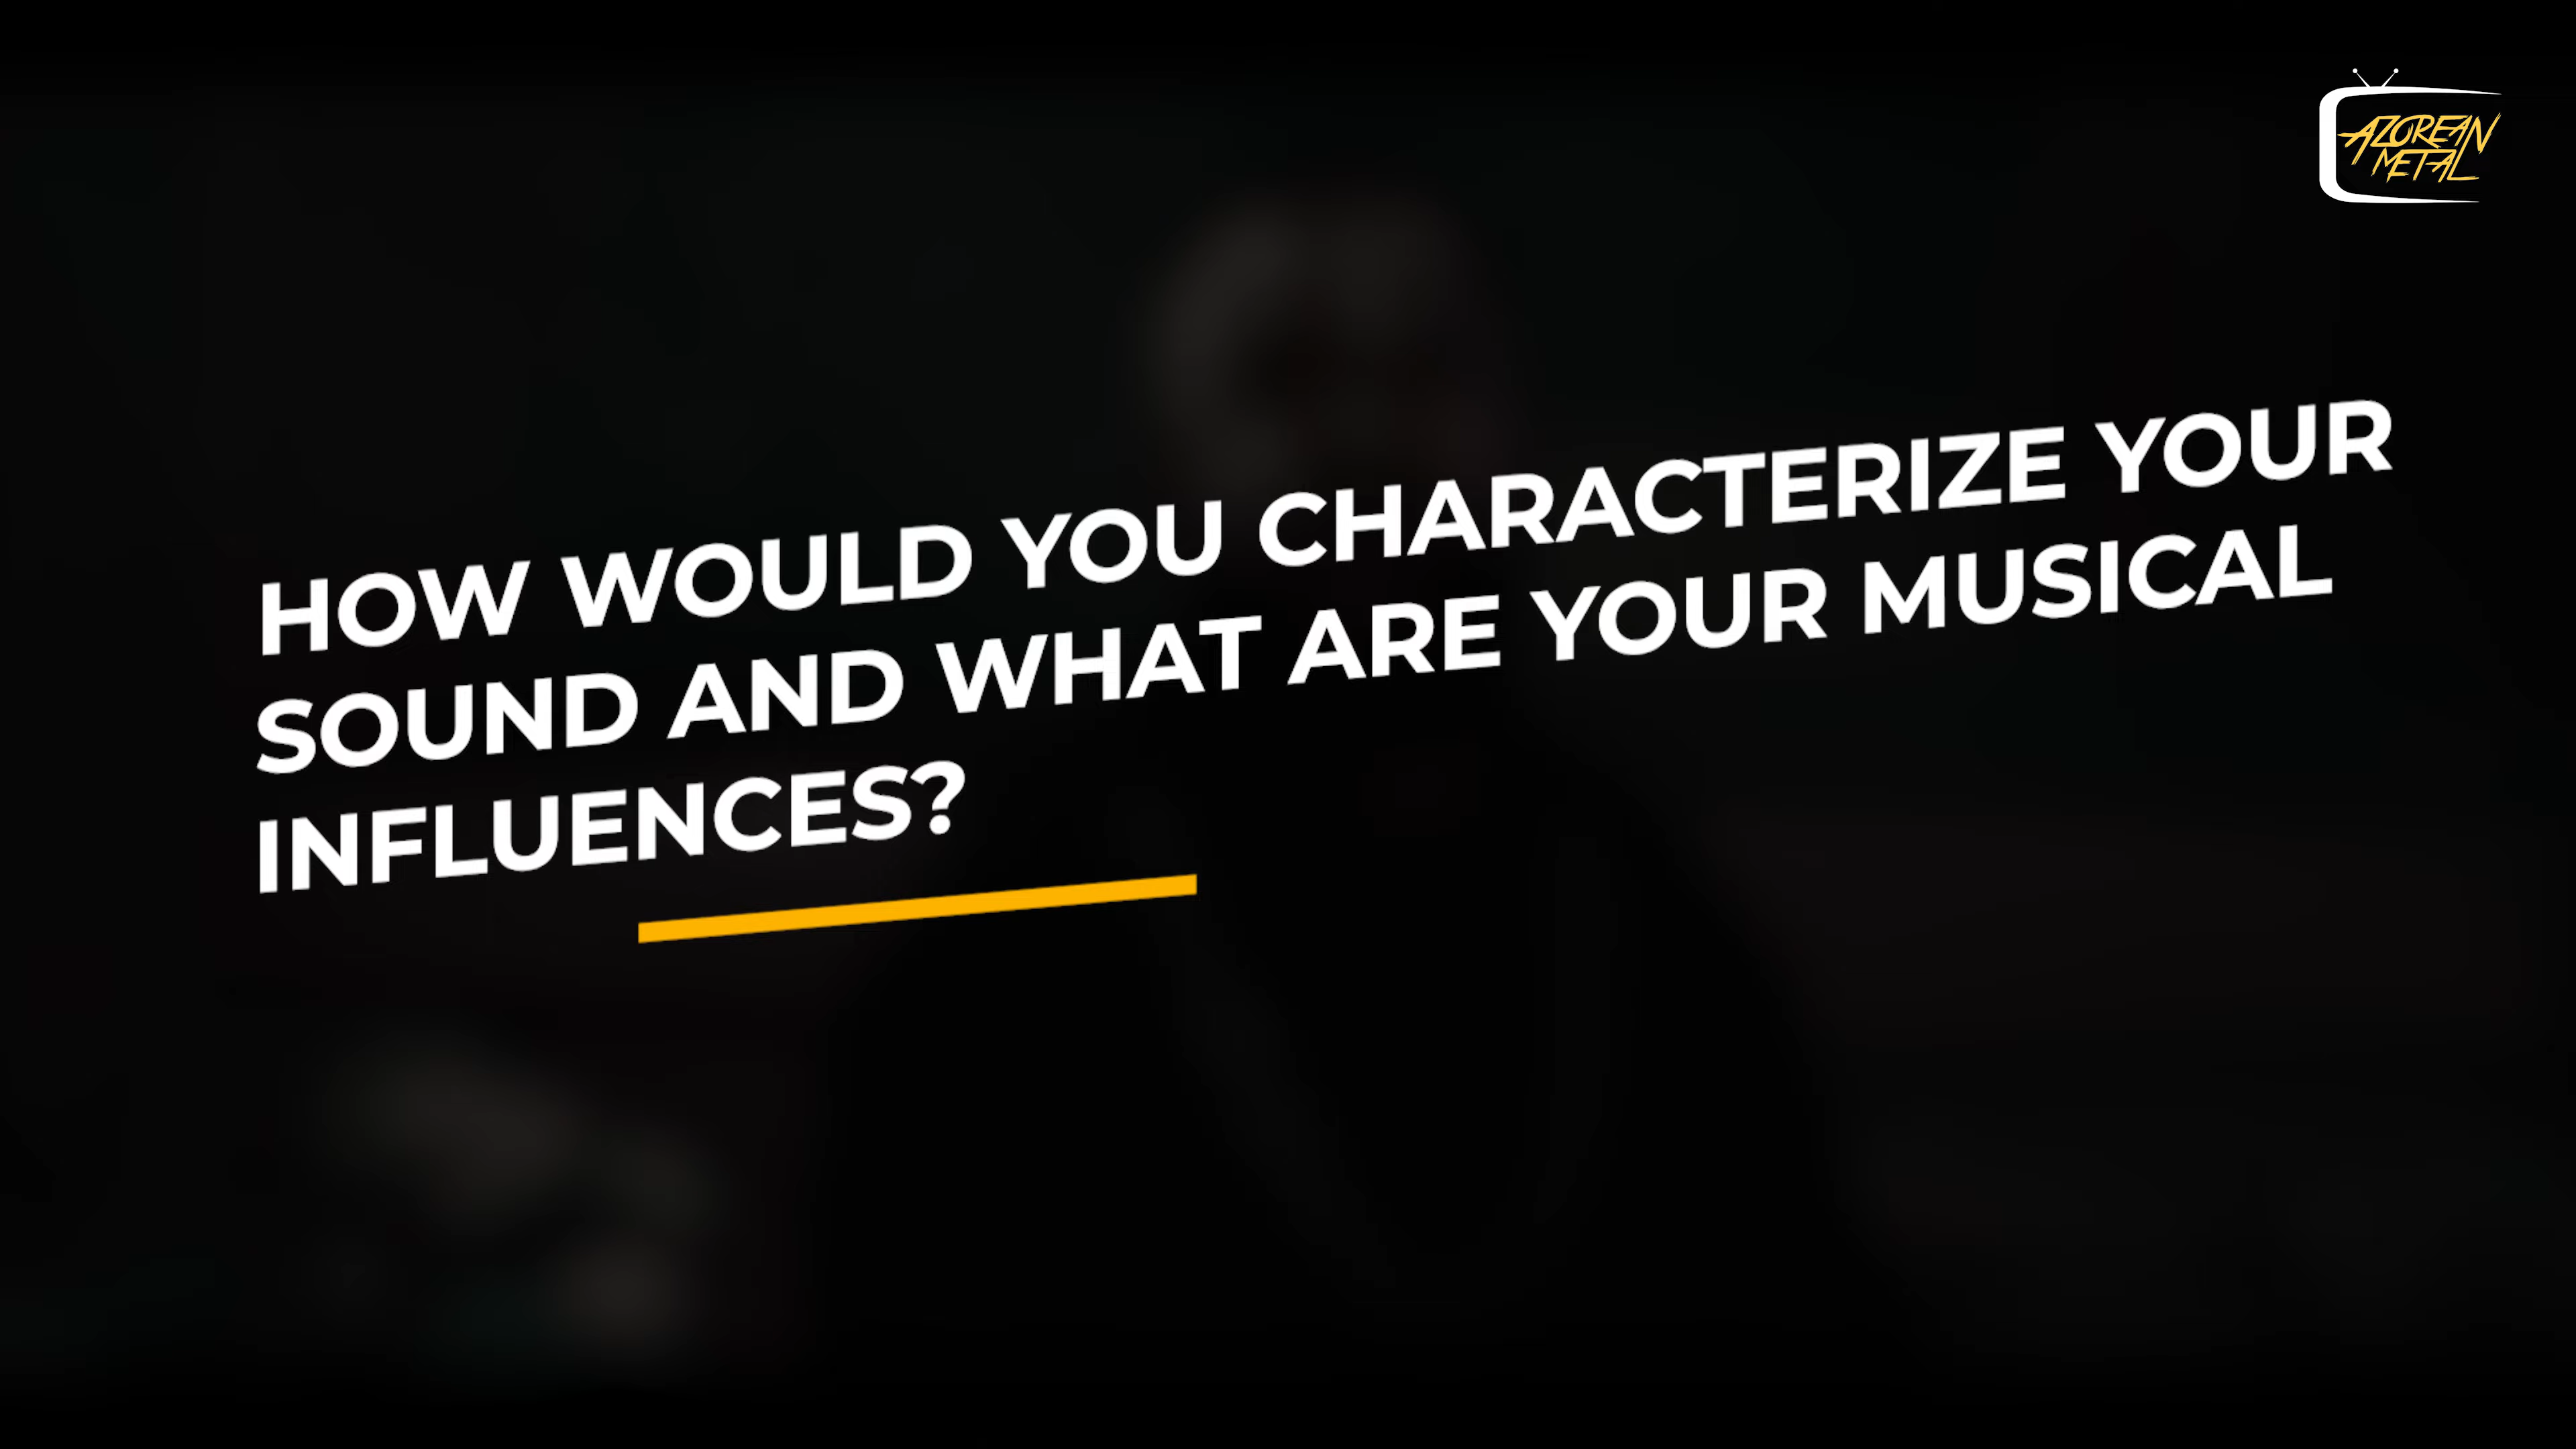 AZOREAN
METAL
HOW WOULD YOU CHARACTERIZE YOUR
SOUND AND WHAT ARE YOUR MUSICAL
INFLUENCES?